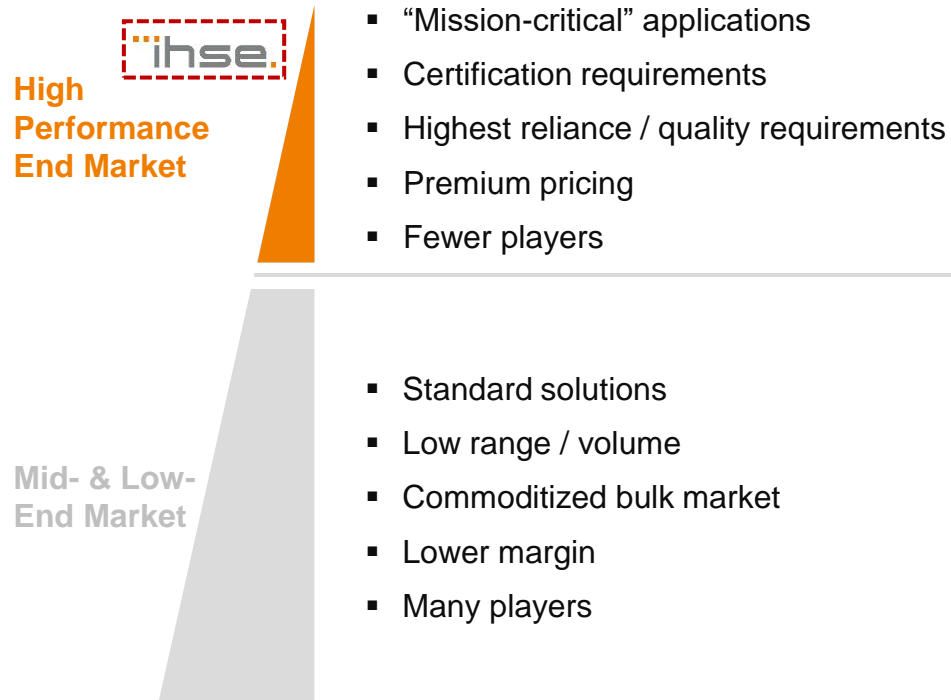 ihse.
High
Performance
End Market
▪ “Mission-critical” applications
▪ Certification requirements
▪ Highest reliance / quality requirements
▪ Premium pricing
▪ Fewer players
Mid- & Low-
End Market
▪ Standard solutions
▪ Low range / volume
▪ Commoditized bulk market
▪ Lower margin
▪ Many players